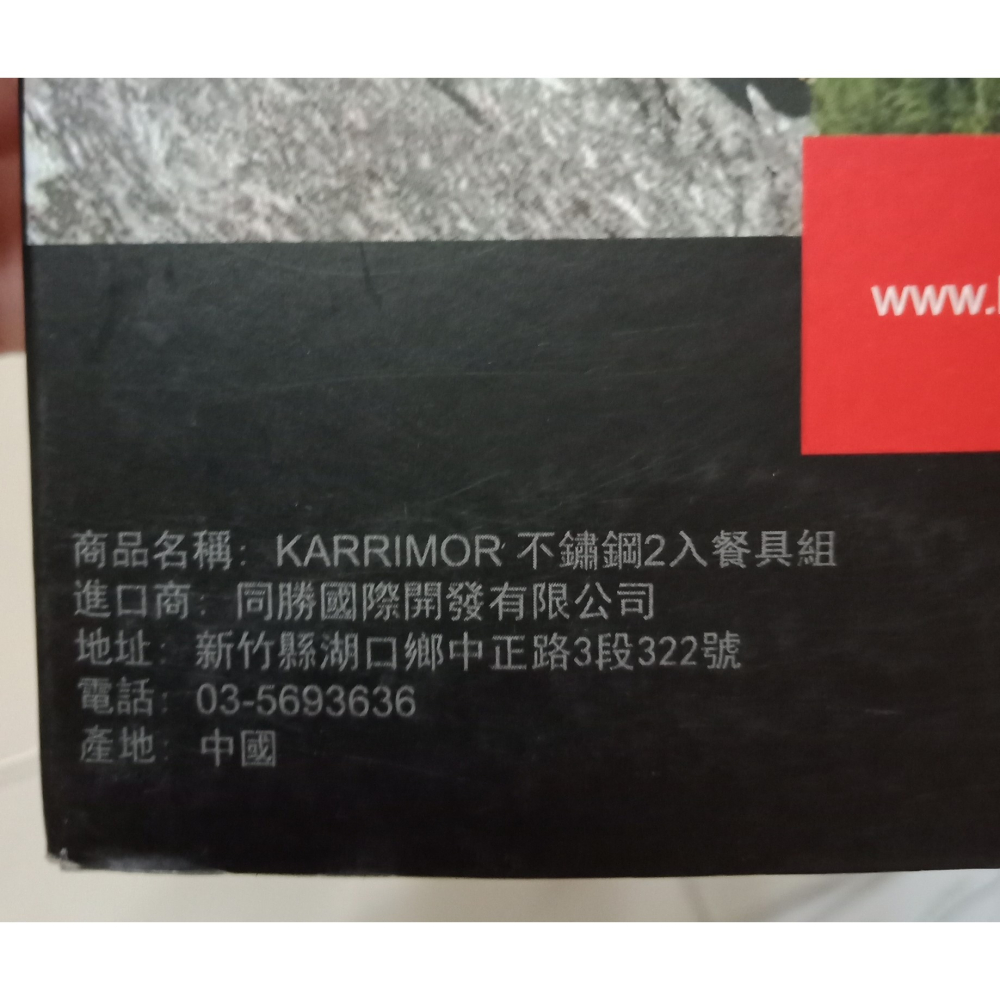 www.
商品名稱: KARRIMOR 不鏽鋼2入餐具組
進口商: 同勝國際開發有限公司
地址: 新竹縣湖口鄉中正路3段322號
電話: 03-5693636
產地: 中國